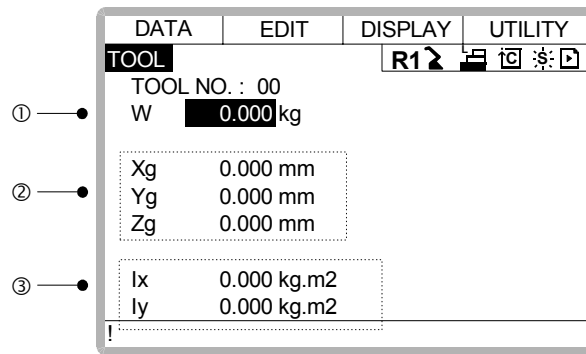 DATA EDIT DISPLAY UTILITY
TOOL R1 C S
TOOL NO. : 00
① W 0.000 kg
Xg 0.000 mm
② Yg 0.000 mm
Zg 0.000 mm
③ Ix 0.000 kg.m2
Iy 0.000 kg.m2
!